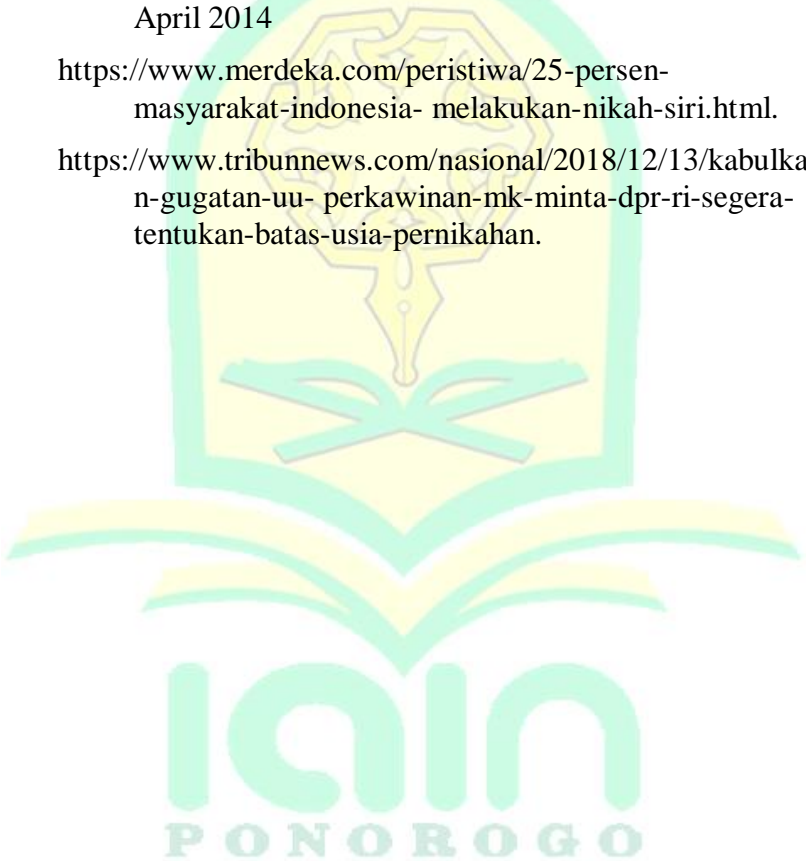 April 2014
https://www.merdeka.com/peristiwa/25-persen-
masyarakat-indonesia- melakukan-nikah-siri.html.
https://www.tribunnews.com/nasional/2018/12/13/kabulka
n-gugatan-uu- perkawinan-mk-minta-dpr-ri-segera-
tentukan-batas-usia-pernikahan.
IAIN
PONOROGO